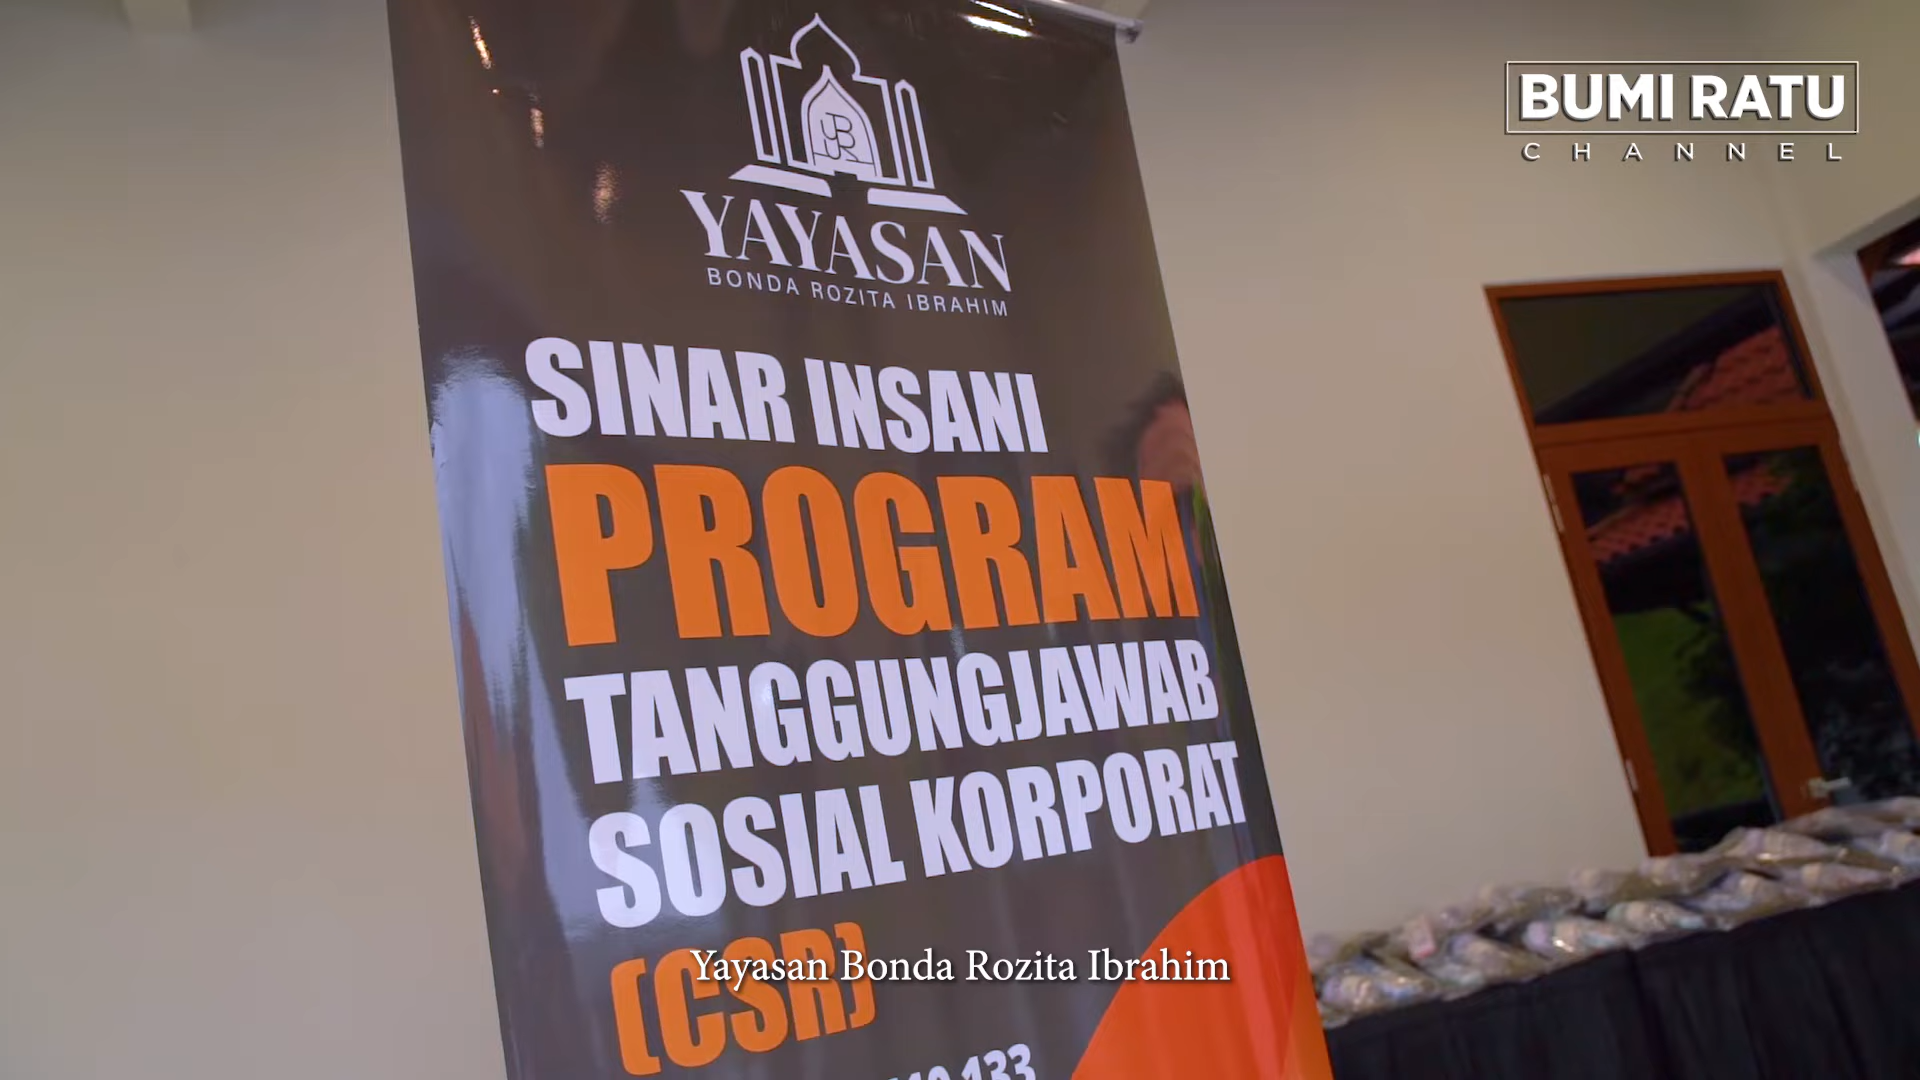 BUMI RATU
CHANNEL
YAYASAN
BONDA ROZITA IBRAHIM
SINAR INSANI
PROGRAM
TANGGUNGJAWAB
SOSIAL KORPORAT
(CSR)
Yayasan Bonda Rozita Ibrahim